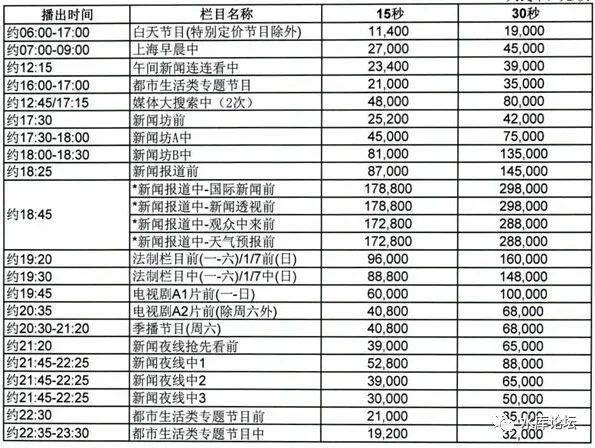 播出时间 栏目名称 15秒 30秒
约06:00-17:00 白天节目(特别定价节目除外) 11,400 19,000
约07:00-09:00 上海早晨中 27,000 45,000
约12:15 午间新闻连连看中 23,400 39,000
约16:00-17:00 都市生活类专题节目 21,000 35,000
约12:45/17:15 媒体大搜索中（2次） 48,000 80,000
约17:30 新闻坊前 25,200 42,000
约17:30-18:00 新闻坊A中 45,000 75,000
约18:00-18:30 新闻坊B中 81,000 135,000
约18:25 新闻报道前 87,000 145,000
约18:45 *新闻报道中-国际新闻前 178,800 298,000
*新闻报道中-新闻透视前 178,800 298,000
*新闻报道中-观众中来前 172,800 288,000
*新闻报道中-天气预报前 172,800 288,000
约19:20 法制栏目前(一-六)/1/7前(日) 96,000 160,000
约19:30 法制栏目中(一-六)/1/7中(日) 88,800 148,000
约19:45 电视剧A1片前(一-日) 60,000 100,000
约20:35 电视剧A2片前(除周六外) 40,800 68,000
约20:30-21:20 季播节目(周六) 40,800 68,000
约21:20 新闻夜线抢先看前 39,000 65,000
约21:45-22:25 新闻夜线中1 52,800 88,000
约21:45-22:25 新闻夜线中2 39,000 65,000
约21:45-22:25 新闻夜线中3 30,000 50,000
约22:30 都市生活类专题节目前 21,000 35,000
约22:35-23:30 都市生活类专题节目中 19,200 32,000
水库论坛